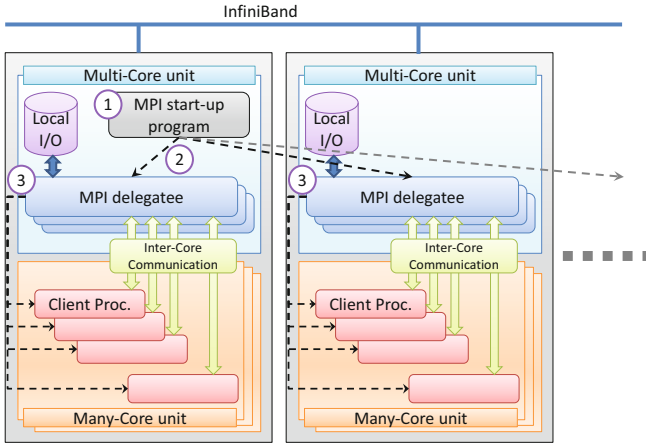 InfiniBand
Multi-Core unit
Local
I/O
1
MPI start-up
program
2
3
MPI delegatee
Inter-Core
Communication
Client Proc.
Many-Core unit
Multi-Core unit
Local
I/O
3
MPI delegatee
Inter-Core
Communication
Client Proc.
Many-Core unit